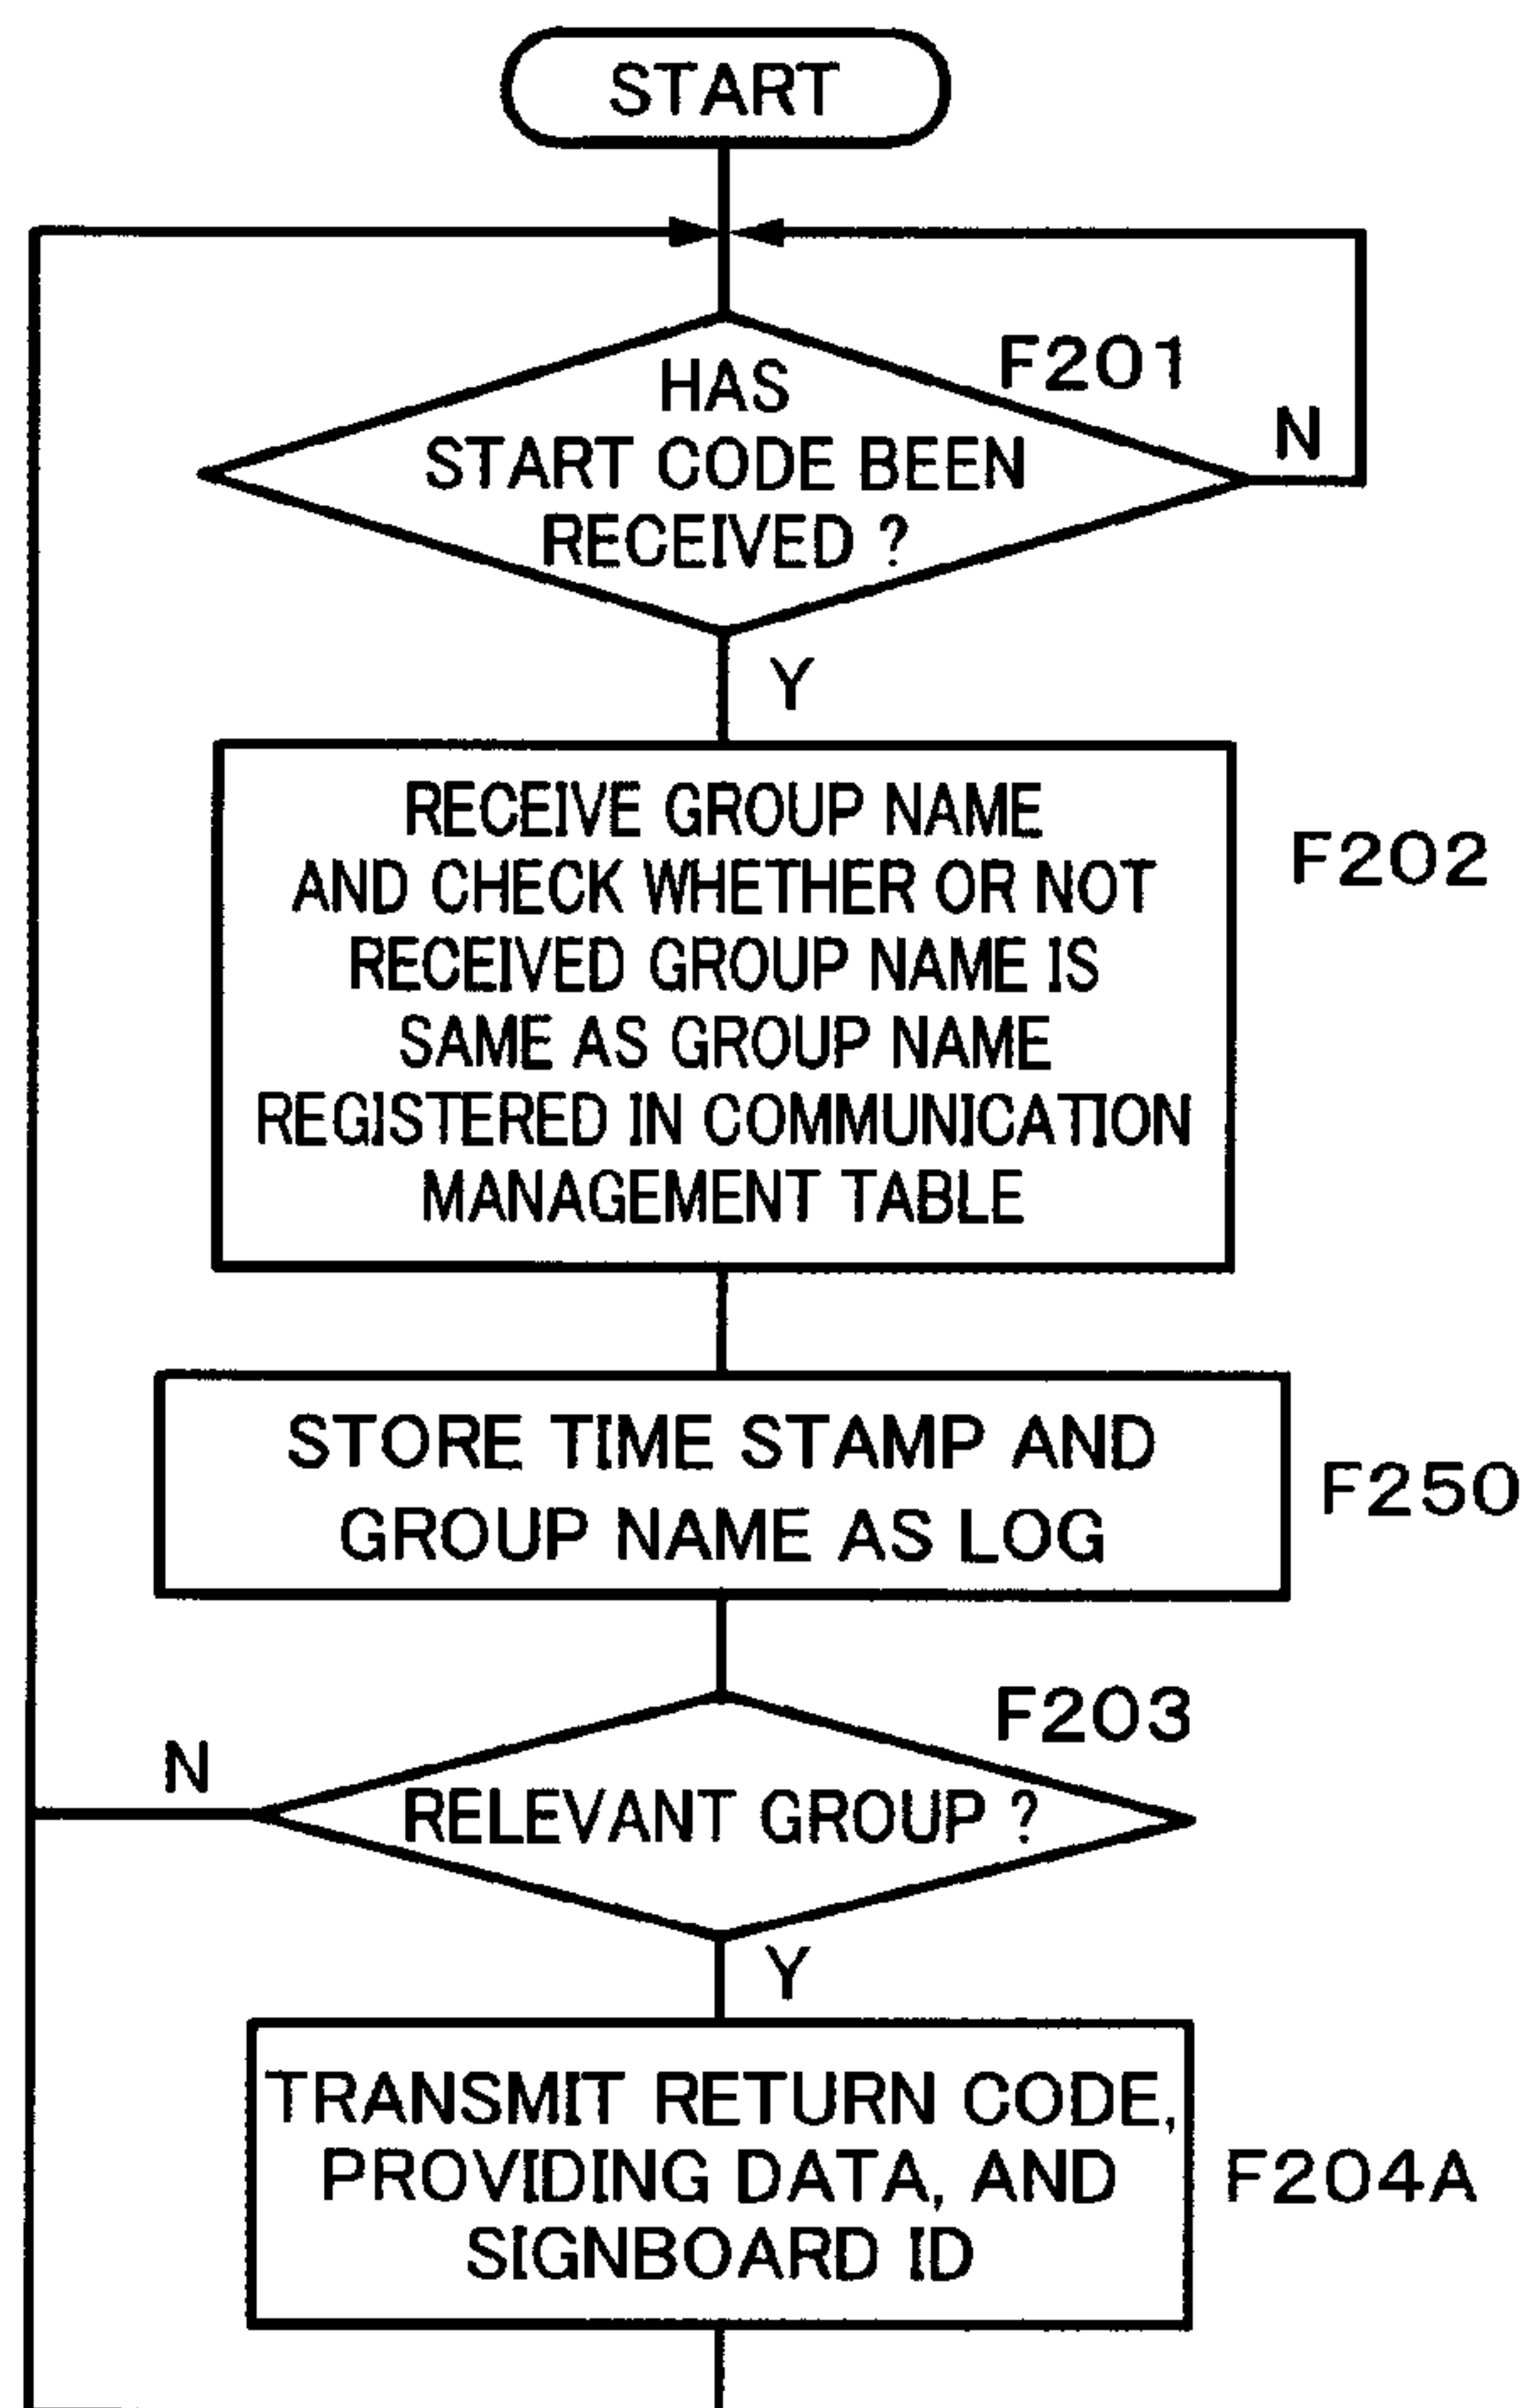 START
F201
HAS
START CODE BEEN
RECEIVED ?
N
Y
RECEIVE GROUP NAME
AND CHECK WHETHER OR NOT
RECEIVED GROUP NAME IS
SAME AS GROUP NAME
REGISTERED IN COMMUNICATION
MANAGEMENT TABLE
F202
STORE TIME STAMP AND
GROUP NAME AS LOG
F250
F203
N
RELEVANT GROUP ?
Y
TRANSMIT RETURN CODE,
PROVIDING DATA, AND
SIGNBOARD ID
F204A